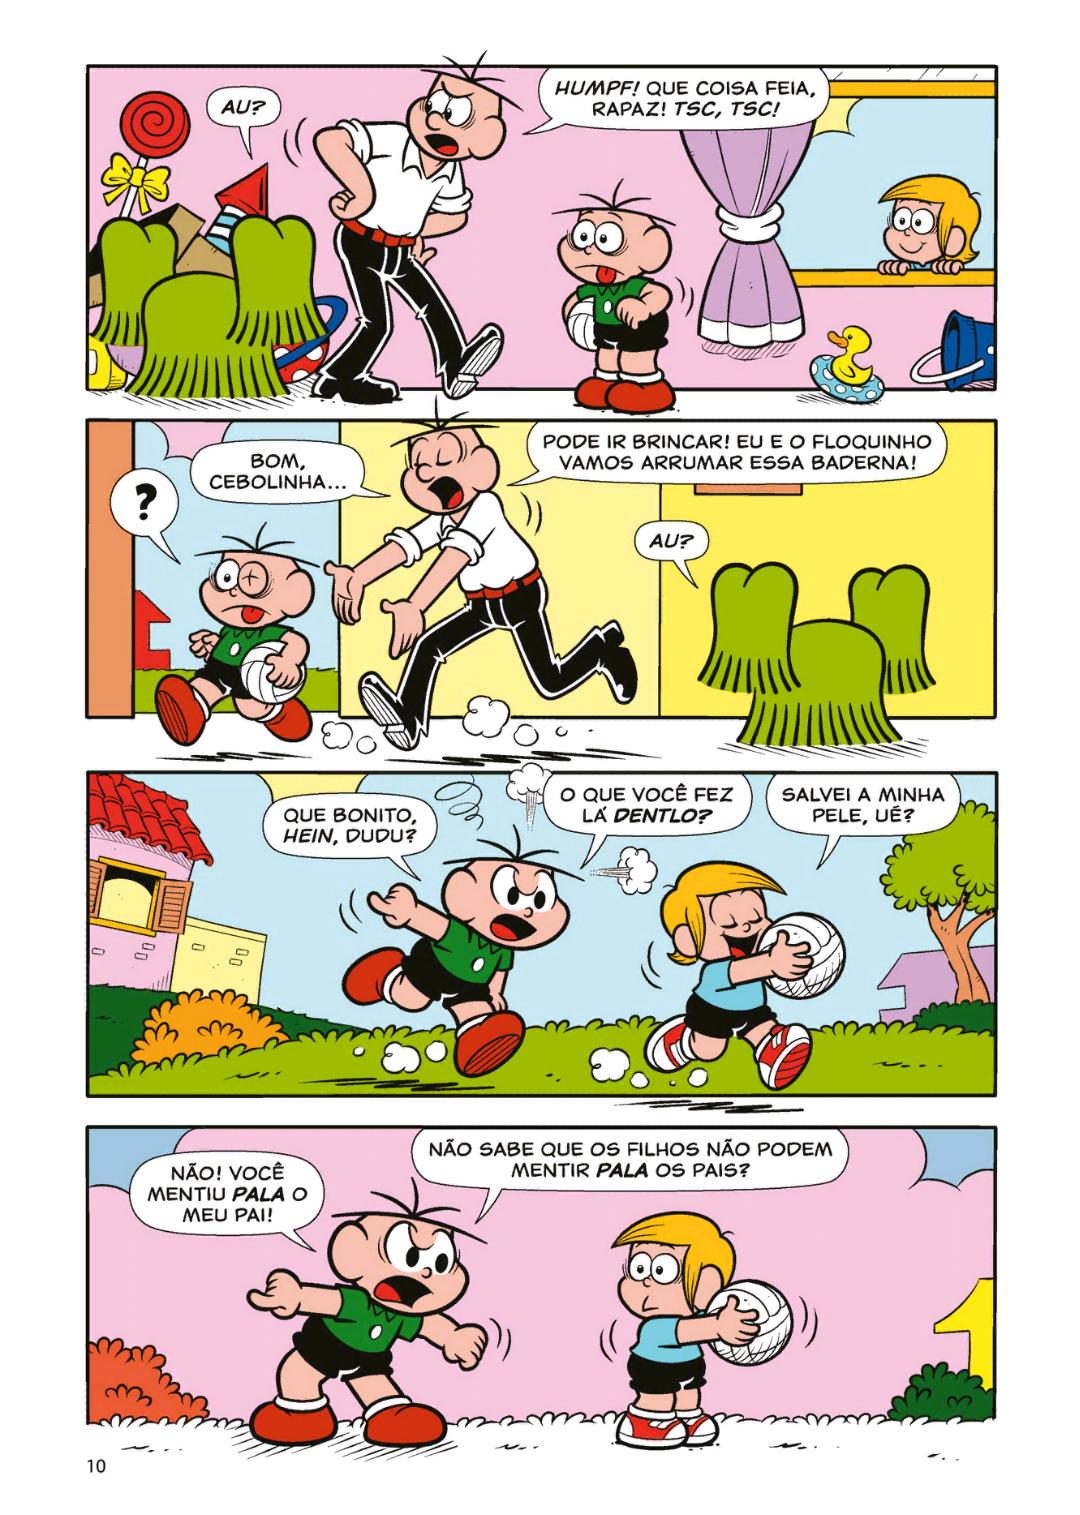 AU?
HUMPF! QUE COISA FEIA,
RAPAZ! TSC, TSC!
?
BOM,
CEBOLINHA...
PODE IR BRINCAR! EU E O FLOQUINHO
VAMOS ARRUMAR ESSA BADERNA!
AU?
QUE BONITO,
HEIN, DUDU?
O QUE VOCÊ FEZ
LÁ DENTLO?
SALVEI A MINHA
PELE, UÉ?
NÃO! VOCÊ
MENTIU PALA O
MEU PAI!
NÃO SABE QUE OS FILHOS NÃO PODEM
MENTIR PALA OS PAIS?
10